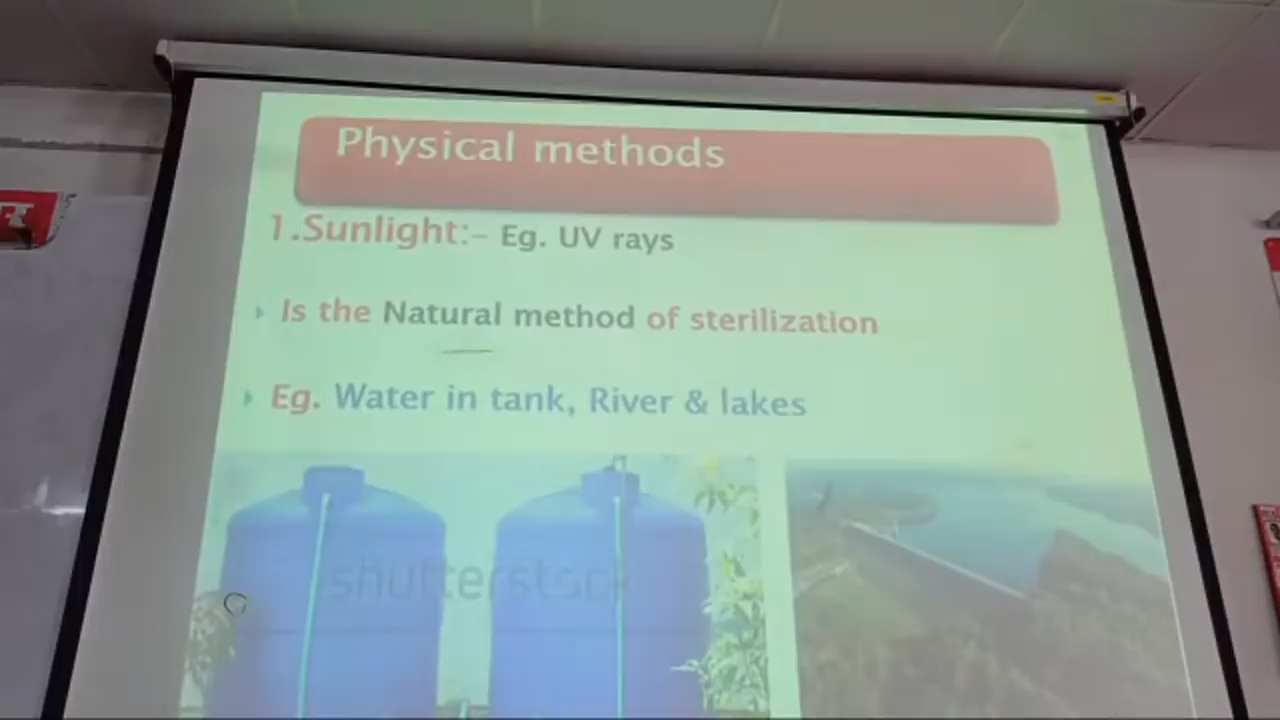 Physical methods
1.Sunlight:- Eg. UV rays
Is the Natural method of sterilization
Eg. Water in tank, River & lakes
shutterstock